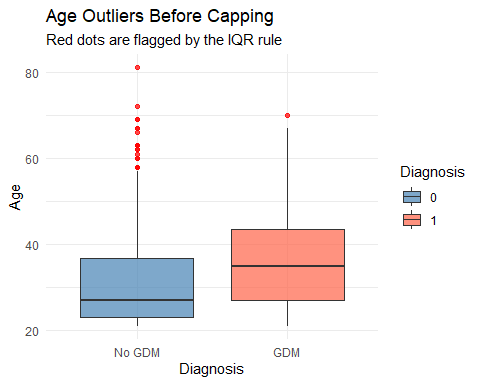 Age Outliers Before Capping
Red dots are flagged by the IQR rule
80
60
40
20
Age
No GDM
GDM
Diagnosis
Diagnosis
0
1